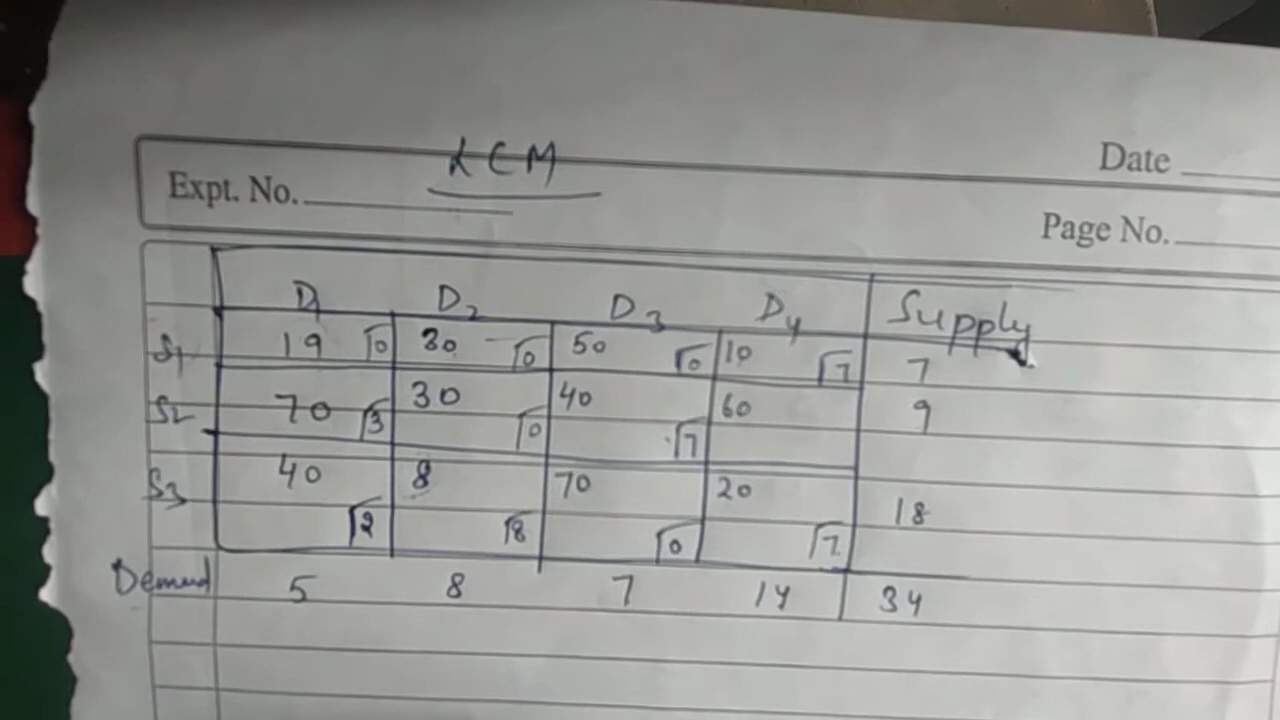 LCM
Date
Expt. No.
Page No.
D1 D2 D3 D4 Supply
S1 19 0 30 0 50 0 10 7 7
S2 70 3 30 0 40 7 60 9
S3 40 2 8 8 70 0 20 7 18
Demand 5 8 7 14 34